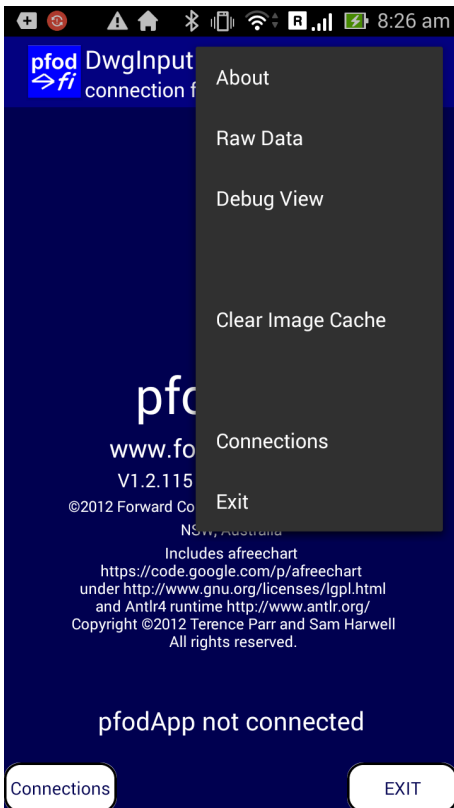 R 8:26 am
pfod DwgInput
fi connection f
About
Raw Data
Debug View
Clear Image Cache
Connections
Exit
pfo
www.fo
V1.2.115
©2012 Forward Co
NSW, Australia
Includes afreechart
https://code.google.com/p/afreechart
under http://www.gnu.org/licenses/lgpl.html
and Antlr4 runtime http://www.antlr.org/
Copyright ©2012 Terence Parr and Sam Harwell
All rights reserved.
pfodApp not connected
Connections
EXIT